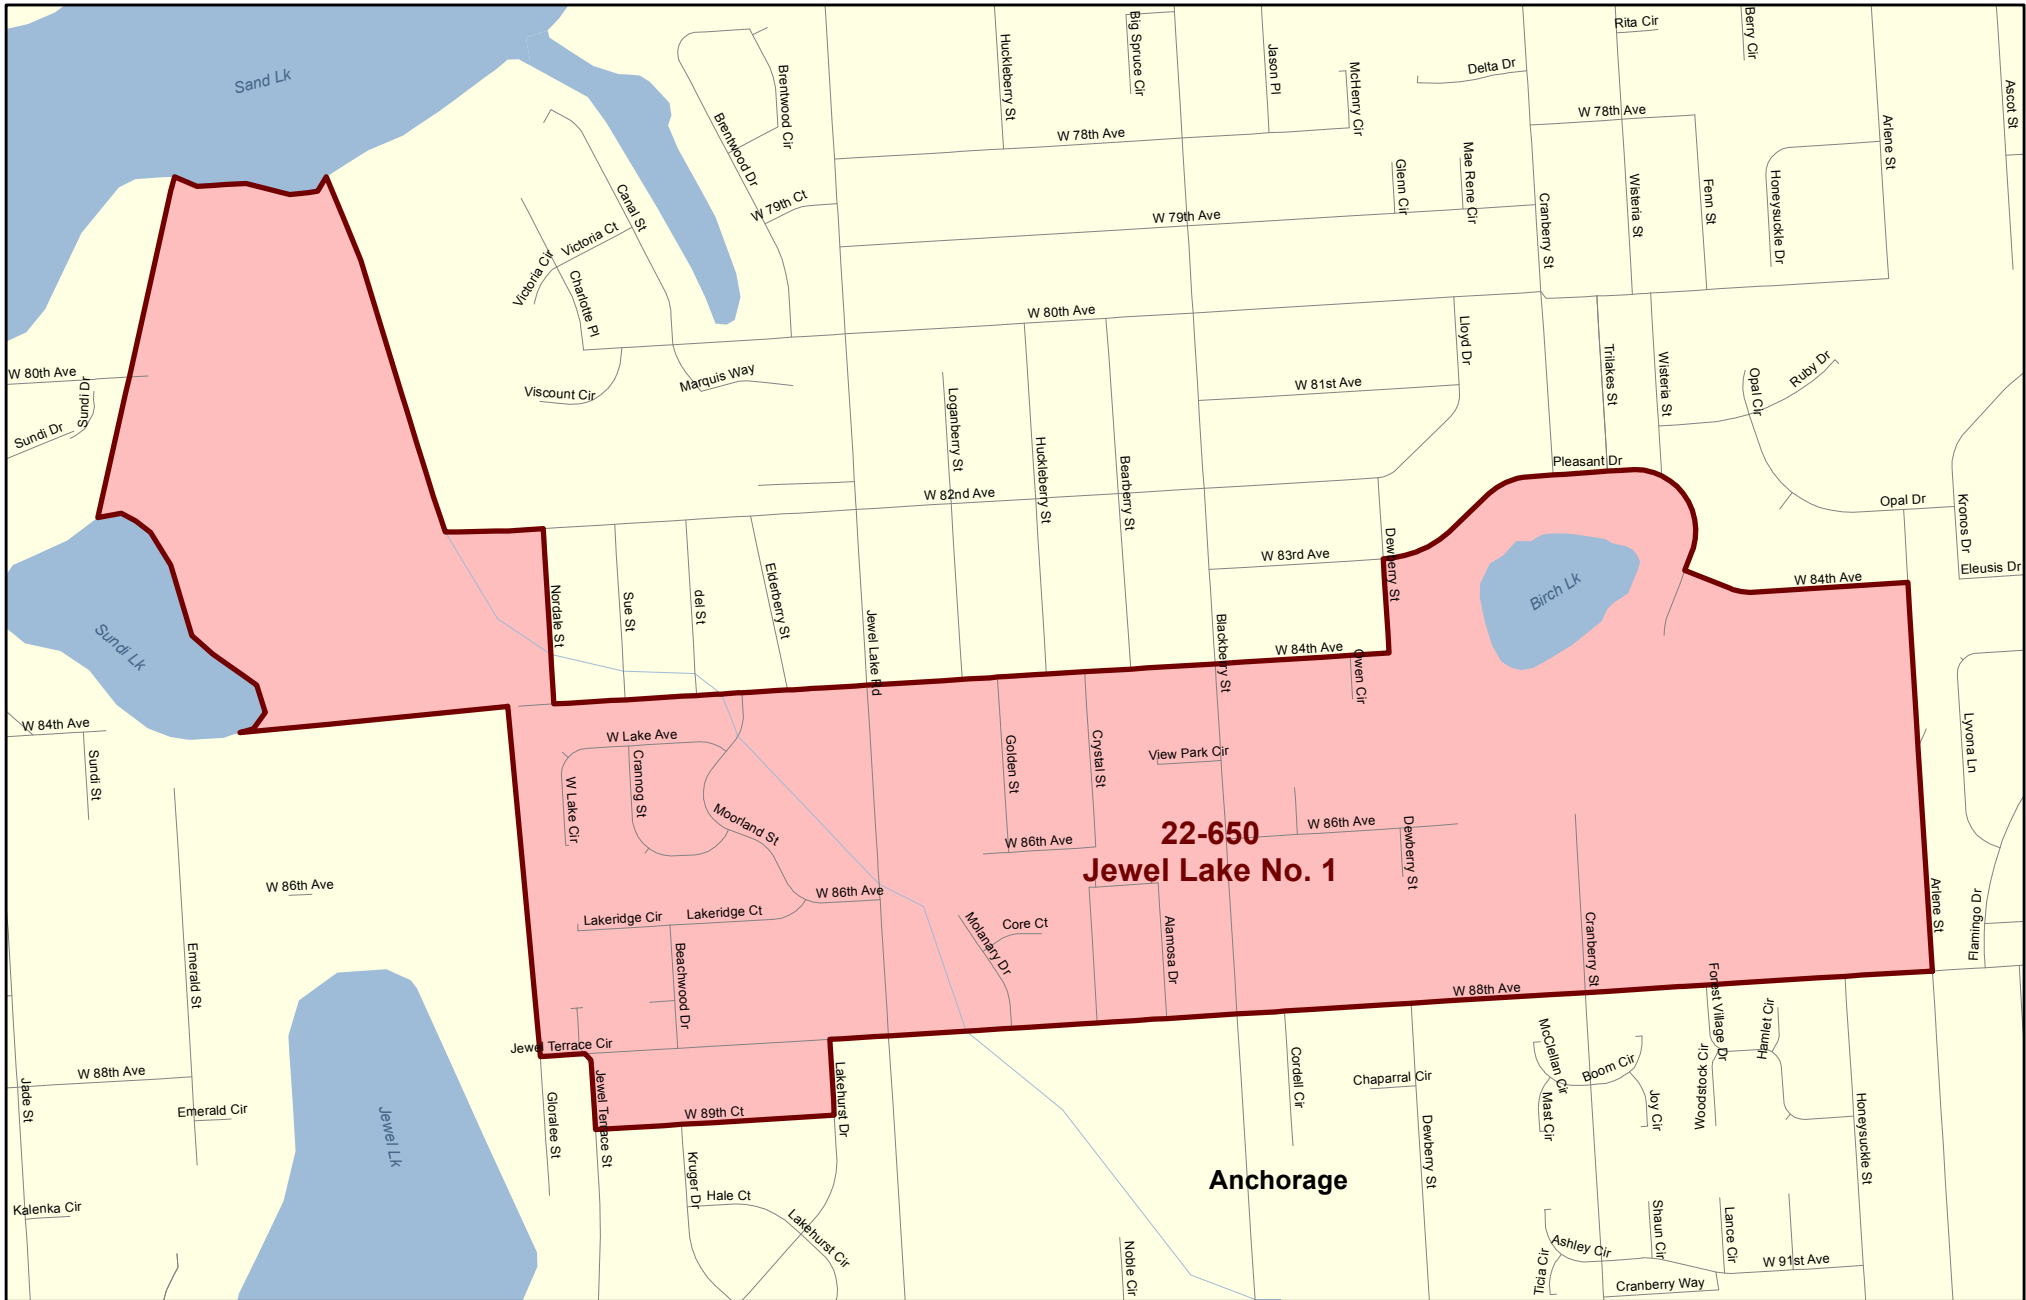 Sand Lk
Brentwood Cir
Brentwood Dr
Huckleberry St
Big Spruce Cir
Jason Pl
McHenry Cir
Delta Dr
Rita Cir
Berry Cir
Ascot St
W 78th Ave
W 78th Ave
Arlene St
Canal St
W 79th Ct
W 79th Ave
Glenn Cir
Mae Rene Cir
Cranberry St
Wisteria St
Fenn St
Honeysuckle Dr
Victoria Ct
Victoria Cir
Charlotte Pl
W 80th Ave
W 80th Ave
Sundi Dr
Sundi Dr
Viscount Cir
Marquis Way
Loganberry St
Huckleberry St
Bearberry St
W 81st Ave
Lloyd Dr
Trilakes St
Wisteria St
Opal Cir
Ruby Dr
Pleasant Dr
W 82nd Ave
Opal Dr
Kronos Dr
Eleusis Dr
W 83rd Ave
Dewberry St
Birch Lk
W 84th Ave
Sundi Lk
Nordale St
Sue St
del St
Elderberry St
Jewel Lake Rd
Blackberry St
W 84th Ave
Owen Cir
W 84th Ave
Sundi St
W Lake Ave
W Lake Cir
Crannog St
Moorland St
Golden St
Crystal St
View Park Cir
Lyvona Ln
W 86th Ave
W 86th Ave
Dewberry St
22-650
Jewel Lake No. 1
W 86th Ave
W 86th Ave
Lakeridge Cir
Lakeridge Ct
Beachwood Dr
Molanary Dr
Core Ct
Alamosa Dr
Cranberry St
Arlene St
Flamingo Dr
Emerald St
W 88th Ave
Forest Village Dr
Hamlet Cir
Jewel Terrace Cir
W 88th Ave
Jade St
Emerald Cir
Jewel Lk
Gloralee St
Jewel Terrace St
W 89th Ct
Lakehurst Dr
Cordell Cir
Chaparral Cir
Dewberry St
McClellan Cir
Boom Cir
Mast Cir
Joy Cir
Woodstock Cir
Honeysuckle St
Kalenka Cir
Kruger Dr
Hale Ct
Lakehurst Cir
Anchorage
Noble Cir
Ticia Cir
Ashley Cir
Shaun Cir
Lance Cir
W 91st Ave
Cranberry Way